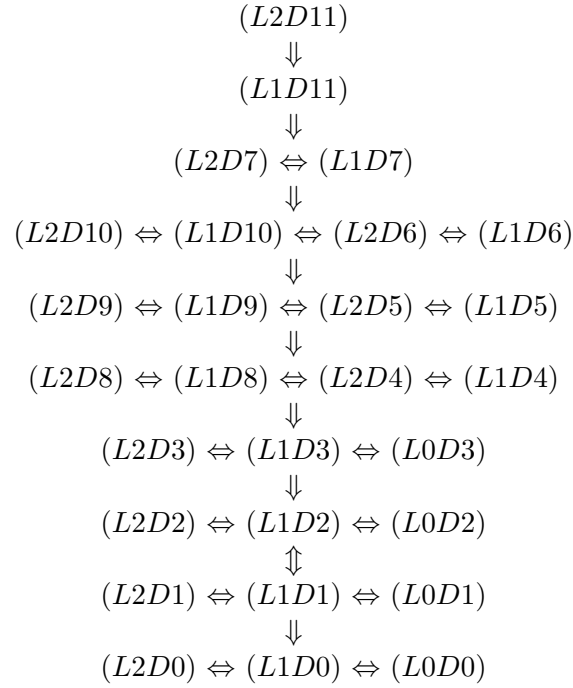 (L2D11)
⇓
(L1D11)
⇓
(L2D7) ⇔ (L1D7)
⇓
(L2D10) ⇔ (L1D10) ⇔ (L2D6) ⇔ (L1D6)
⇓
(L2D9) ⇔ (L1D9) ⇔ (L2D5) ⇔ (L1D5)
⇓
(L2D8) ⇔ (L1D8) ⇔ (L2D4) ⇔ (L1D4)
⇓
(L2D3) ⇔ (L1D3) ⇔ (L0D3)
⇓
(L2D2) ⇔ (L1D2) ⇔ (L0D2)
⇕
(L2D1) ⇔ (L1D1) ⇔ (L0D1)
⇓
(L2D0) ⇔ (L1D0) ⇔ (L0D0)